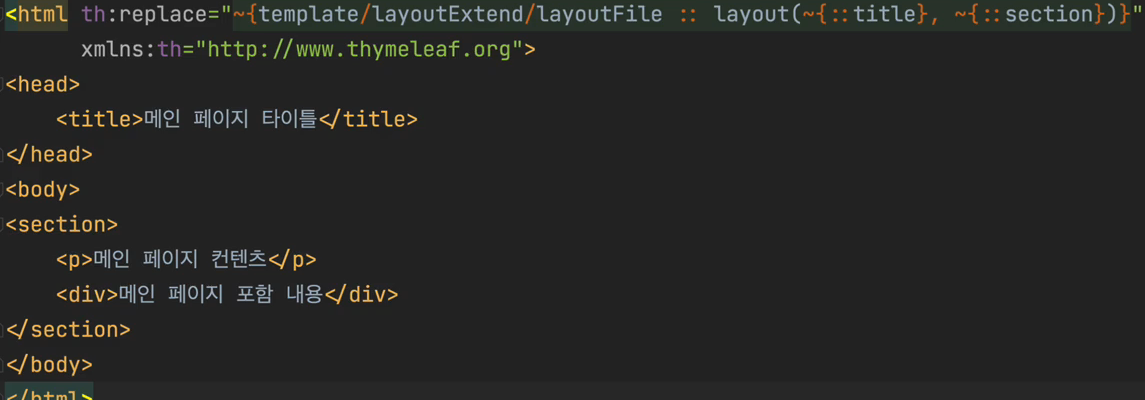 <html th:replace="~{template/layoutExtend/layoutFile :: layout(~{::title}, ~{::section})}"
xmlns:th="http://www.thymeleaf.org">
<head>
<title>메인 페이지 타이틀</title>
</head>
<body>
<section>
<p>메인 페이지 컨텐츠</p>
<div>메인 페이지 포함 내용</div>
</section>
</body>
</html>